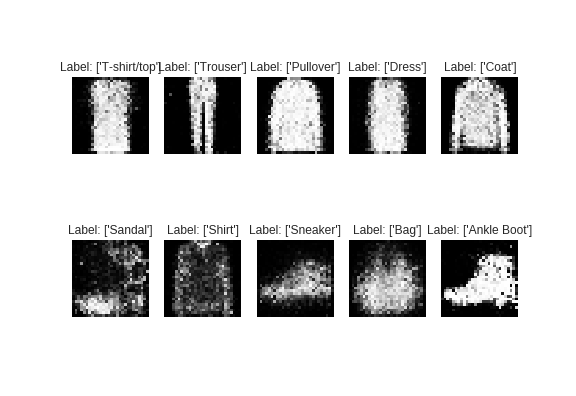 Label: ['T-shirt/top'] Label: ['Trouser'] Label: ['Pullover'] Label: ['Dress'] Label: ['Coat']
Label: ['Sandal'] Label: ['Shirt'] Label: ['Sneaker'] Label: ['Bag'] Label: ['Ankle Boot']